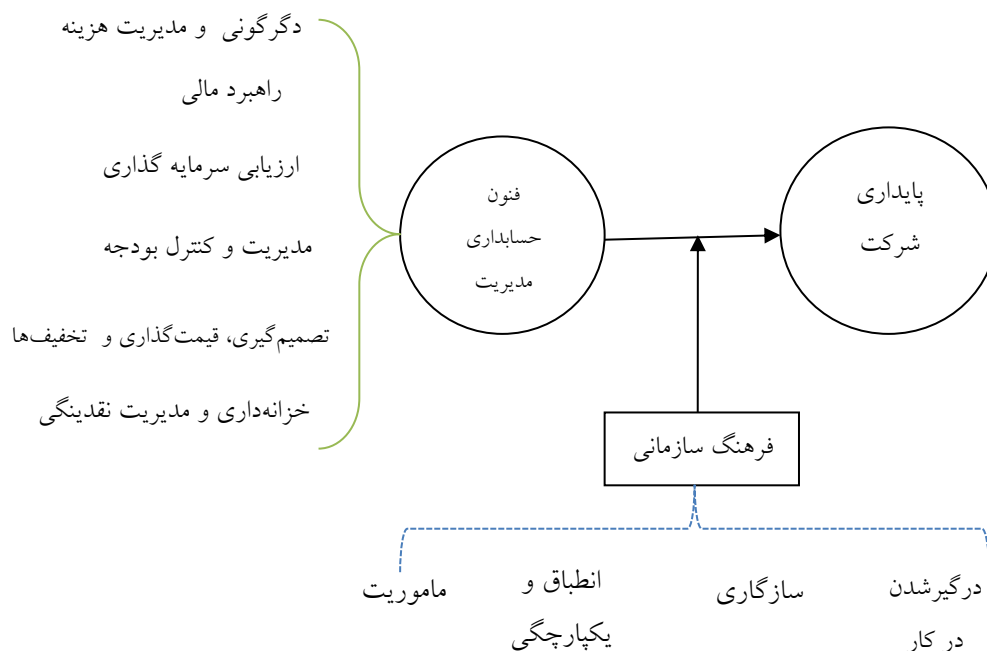 دگرگونی و مدیریت هزینه
راهبرد مالی
ارزیابی سرمایه گذاری
مدیریت و کنترل بودجه
تصمیم‌گیری، قیمت‌گذاری و تخفیف‌ها
خزانه‌داری و مدیریت نقدینگی
فنون
حسابداری
مدیریت
پایداری
شرکت
فرهنگ سازمانی
درگیرشدن
در کار
سازگاری
انطباق و
یکپارچگی
ماموریت